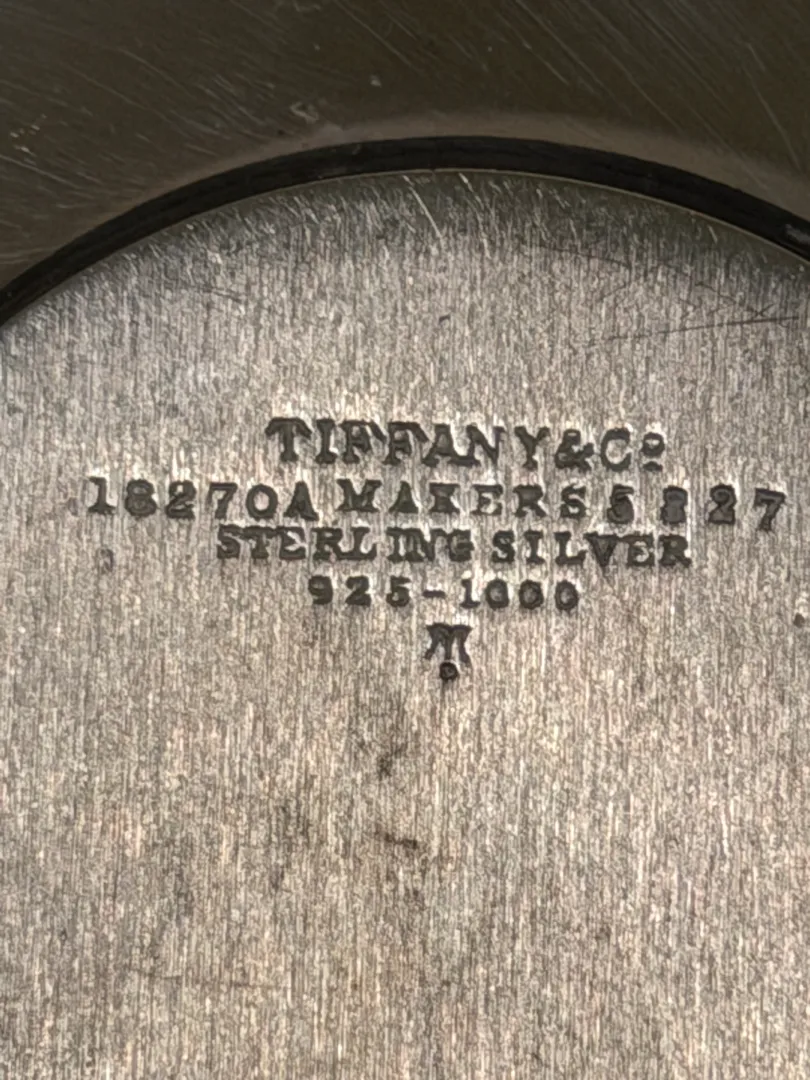 TIFFANY & Cº
18270A MAKERS 5827
STERLING SILVER
925-1000
M